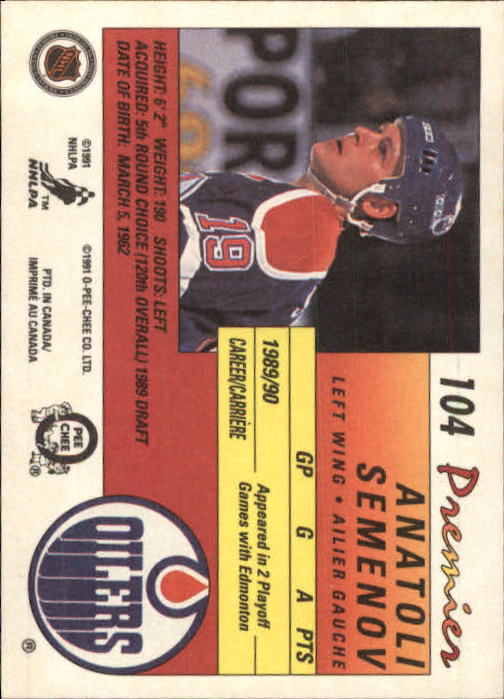 104 Premier
ANATOLI
SEMENOV
LEFT WING • AILIER GAUCHE
GP G A PTS
1989/90 Appeared in 2 Playoff
CAREER/CARRIÈRE Games with Edmonton
POR
19
HEIGHT: 6' 2" WEIGHT: 190 SHOOTS: LEFT
ACQUIRED: 5th ROUND CHOICE (120th OVERALL) 1989 DRAFT
DATE OF BIRTH: MARCH 5, 1962
OILERS
®
NHL
©1991
NHLPA
NHLPA™
©1991 O-PEE-CHEE CO. LTD.
PTD. IN CANADA/
IMPRIMÉ AU CANADA
O PEE
CHEE
®